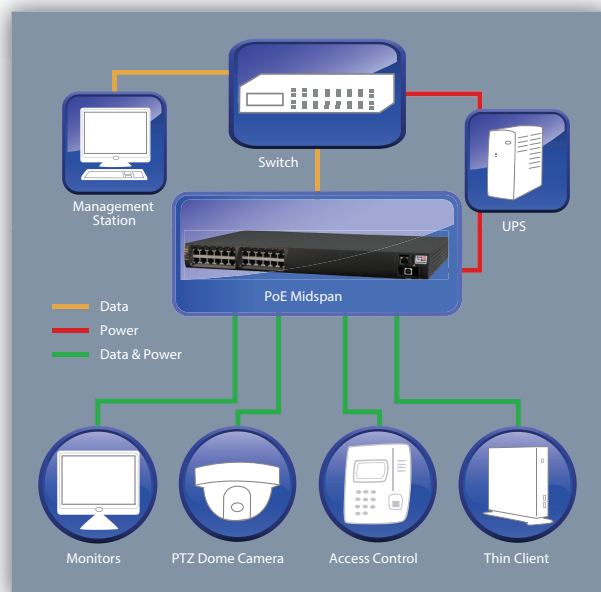 Switch
Management
Station
UPS
PoE Midspan
Data
Power
Data & Power
Monitors
PTZ Dome Camera
Access Control
Thin Client